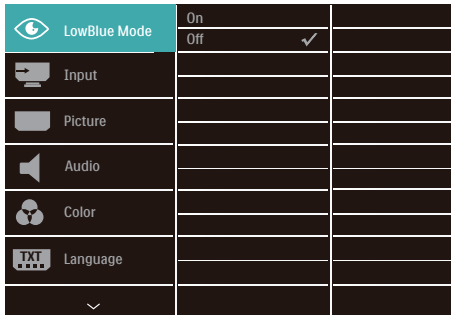 LowBlue Mode
On
Off
Input
Picture
Audio
Color
TXT
Language